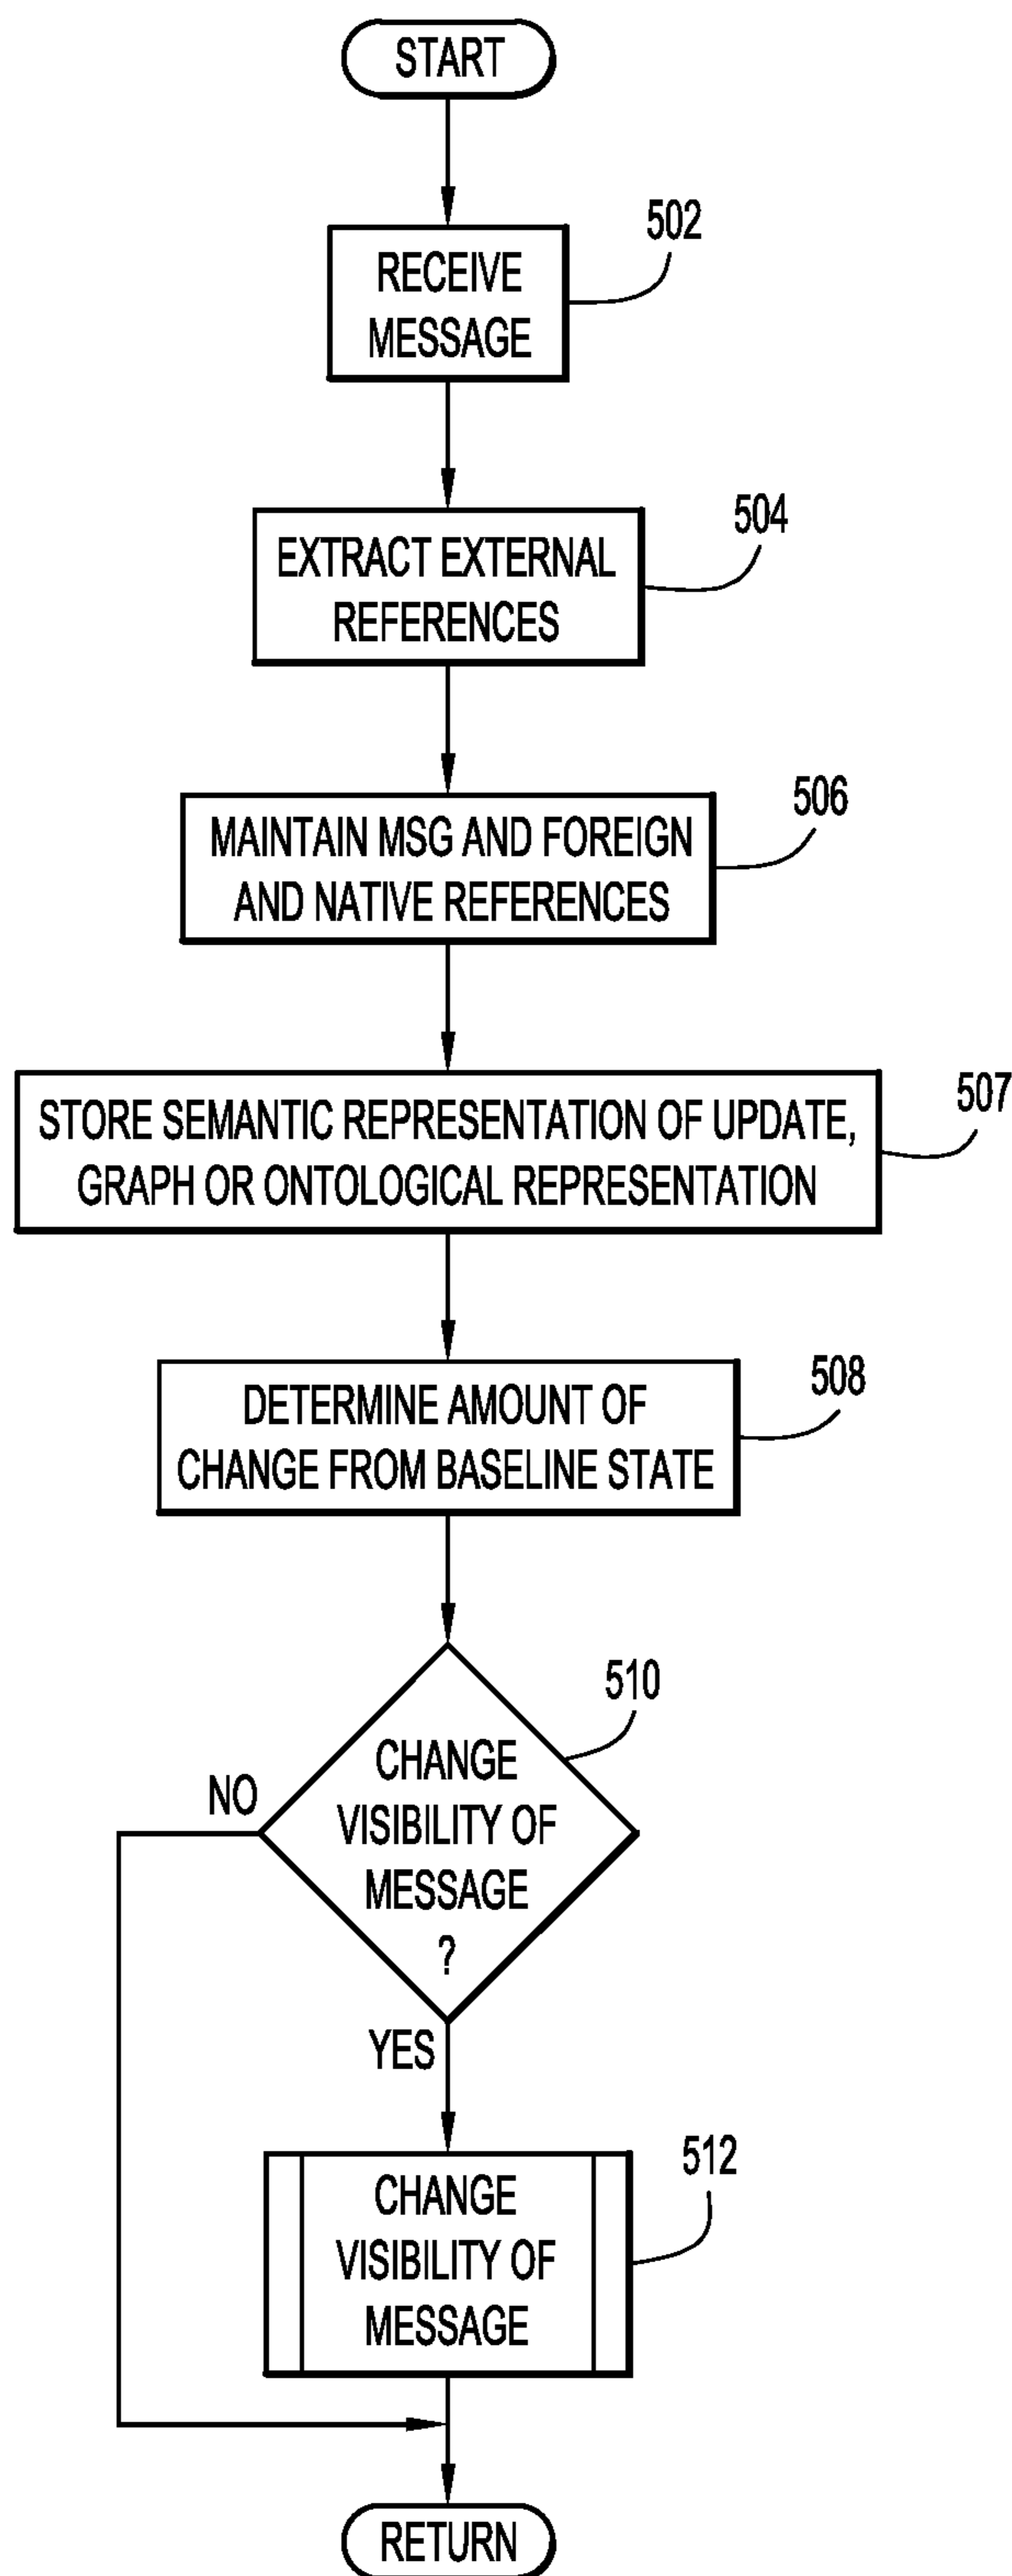 START
502
RECEIVE
MESSAGE
504
EXTRACT EXTERNAL
REFERENCES
506
MAINTAIN MSG AND FOREIGN
AND NATIVE REFERENCES
507
STORE SEMANTIC REPRESENTATION OF UPDATE,
GRAPH OR ONTOLOGICAL REPRESENTATION
508
DETERMINE AMOUNT OF
CHANGE FROM BASELINE STATE
510
CHANGE
VISIBILITY OF
MESSAGE
?
NO
YES
512
CHANGE
VISIBILITY OF
MESSAGE
RETURN